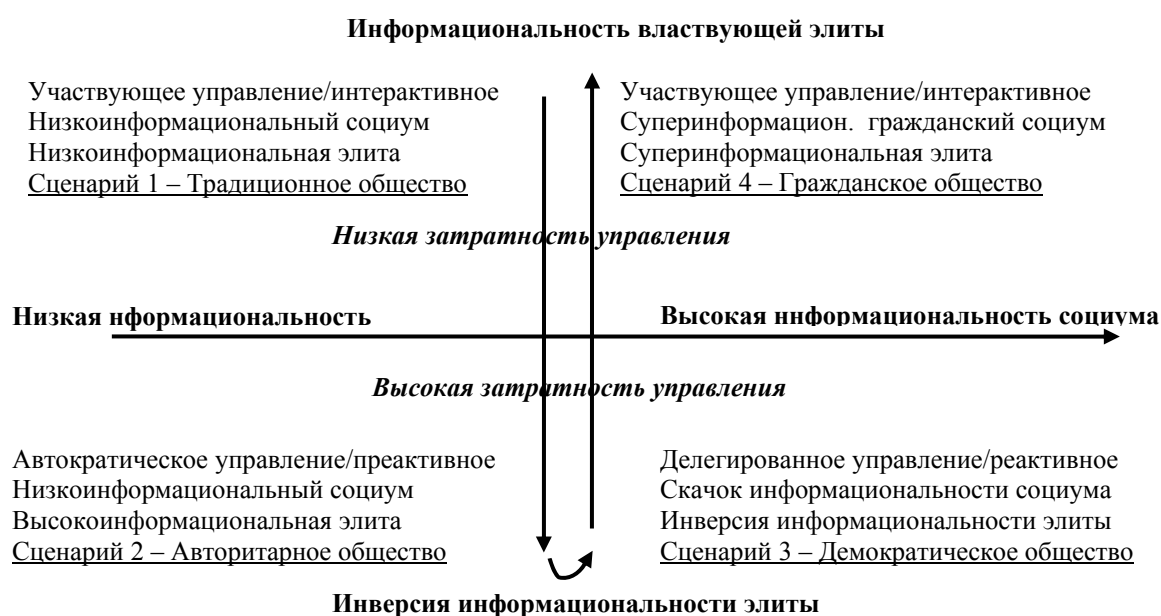 Информациональность властвующей элиты
Участвующее управление/интерактивное
Низкоинформациональный социум
Низкоинформациональная элита
Сценарий 1 – Традиционное общество
Участвующее управление/интерактивное
Суперинформацион. гражданский социум
Суперинформациональная элита
Сценарий 4 – Гражданское общество
Низкая затратность управления
Низкая нформациональность
Высокая ннформациональность социума
Высокая затратность управления
Автократическое управление/преактивное
Низкоинформациональный социум
Высокоинформациональная элита
Сценарий 2 – Авторитарное общество
Делегированное управление/реактивное
Скачок информациональности социума
Инверсия информациональности элиты
Сценарий 3 – Демократическое общество
Инверсия информациональности элиты